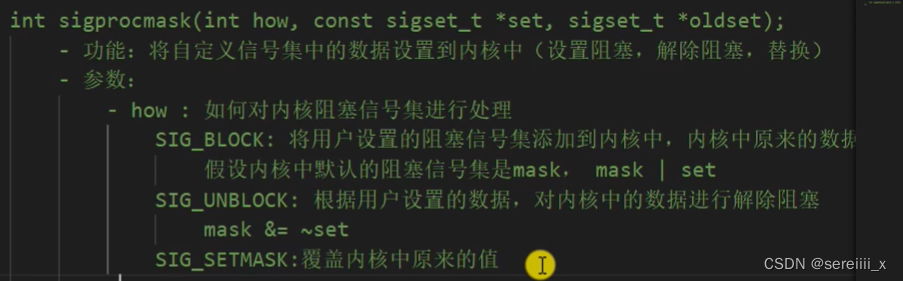 int sigprocmask(int how, const sigset_t *set, sigset_t *oldset);
- 功能：将自定义信号集中的数据设置到内核中（设置阻塞，解除阻塞，替换）
- 参数：
- how : 如何对内核阻塞信号集进行处理
SIG_BLOCK: 将用户设置的阻塞信号集添加到内核中，内核中原来的数据
假设内核中默认的阻塞信号集是mask， mask | set
SIG_UNBLOCK: 根据用户设置的数据，对内核中的数据进行解除阻塞
mask &= ~set
SIG_SETMASK:覆盖内核中原来的值
CSDN @sereiiii_x